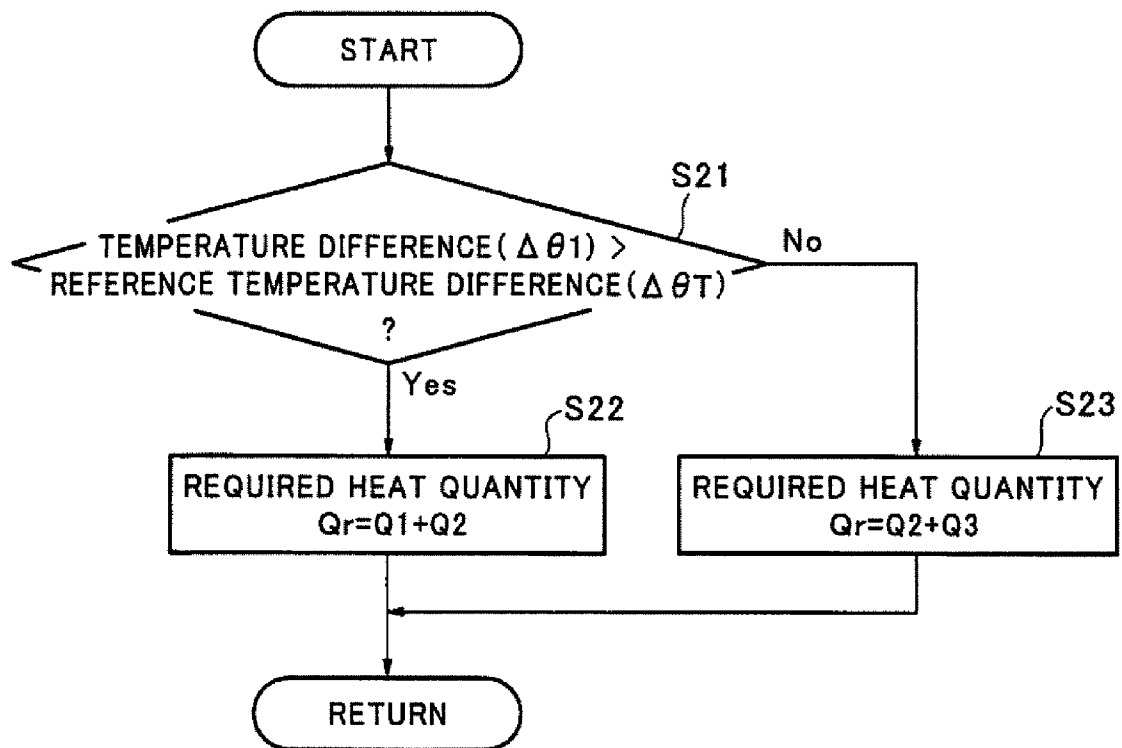 START
S21
TEMPERATURE DIFFERENCE(Δθ1) >
REFERENCE TEMPERATURE DIFFERENCE(ΔθT)
?
No
Yes
S22
REQUIRED HEAT QUANTITY
Qr=Q1+Q2
S23
REQUIRED HEAT QUANTITY
Qr=Q2+Q3
RETURN